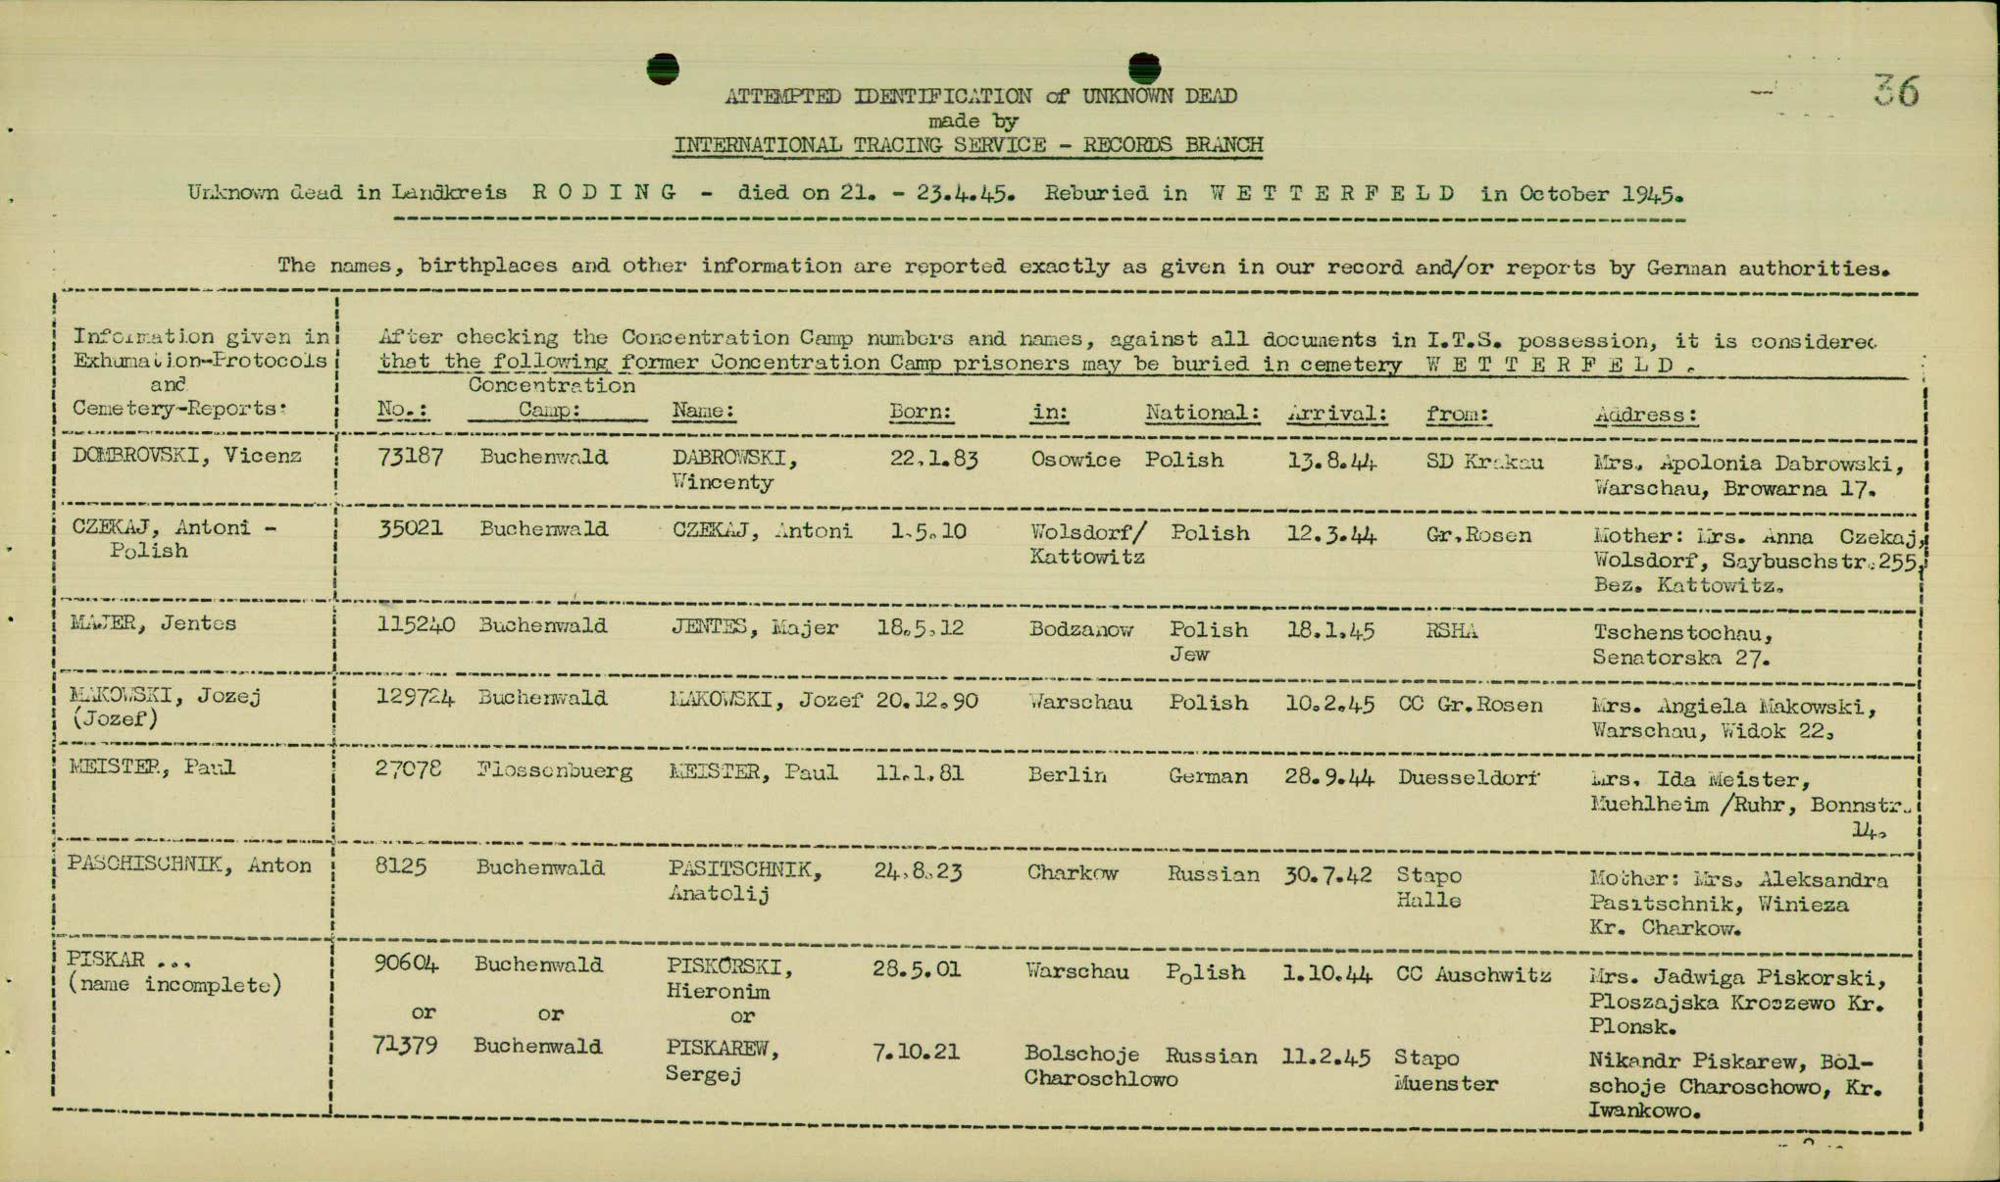 36
ATTEMPTED IDENTIFICATION of UNKNOWN DEAD
made by
INTERNATIONAL TRACING SERVICE - RECORDS BRANCH
Unknown dead in Landkreis R O D I N G - died on 21. - 23.4.45. Reburied in W E T T E R F E L D in October 1945.
The names, birthplaces and other information are reported exactly as given in our record and/or reports by German authorities.
Information given in Exhumation-Protocols and Cemetery-Reports:
After checking the Concentration Camp numbers and names, against all documents in I.T.S. possession, it is considered
that the following former Concentration Camp prisoners may be buried in cemetery W E T T E R F E L D .
No.: Concentration Camp: Name: Born: in: National: Arrival: from: Address:
DOMBROVSKI, Vicenz 73187 Buchenwald DABROWSKI, 22.1.83 Osowice Polish 13.8.44 SD Krakau Mrs. Apolonia Dabrowski,
Wincenty Warschau, Browarna 17.
CZEKAJ, Antoni - 35021 Buchenwald CZEKAJ, Antoni 1.5.10 Wolsdorf/ Polish 12.3.44 Gr.Rosen Mother: Mrs. Anna Czekaj,
Polish Kattowitz Wolsdorf, Saybuschstr.255,
Bez. Kattowitz.
MAJER, Jentes 115240 Buchenwald JENTES, Majer 18.5.12 Bodzanow Polish 18.1.45 RSHA Tschenstochau,
Jew Senatorska 27.
MAKOWSKI, Jozej 129724 Buchenwald MAKOWSKI, Jozef 20.12.90 Warschau Polish 10.2.45 CC Gr.Rosen Mrs. Angiela Makowski,
(Jozef) Warschau, Widok 22.
MEISTER, Paul 27078 Flossenbuerg MEISTER, Paul 11.1.81 Berlin German 28.9.44 Duesseldorf Mrs. Ida Meister,
Muehlheim /Ruhr, Bonnstr.
14.
PASCHISCHNIK, Anton 8125 Buchenwald PASITSCHNIK, 24.8.23 Charkow Russian 30.7.42 Stapo Mother: Mrs. Aleksandra
Anatolij Halle Pasitschnik, Winieza
Kr. Charkow.
PISKAR ... 90604 Buchenwald PISKORSKI, 28.5.01 Warschau Polish 1.10.44 CC Auschwitz Mrs. Jadwiga Piskorski,
(name incomplete) Hieronim Ploszajska Kroszewo Kr.
or or or Plonsk.
71379 Buchenwald PISKAREW, 7.10.21 Bolschoje Russian 11.2.45 Stapo Nikandr Piskarew, Bol-
Sergej Charoschlowo Muenster schoje Charoschowo, Kr.
Iwankowo.